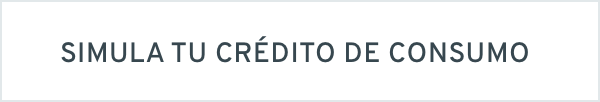 SIMULA TU CRÉDITO DE CONSUMO